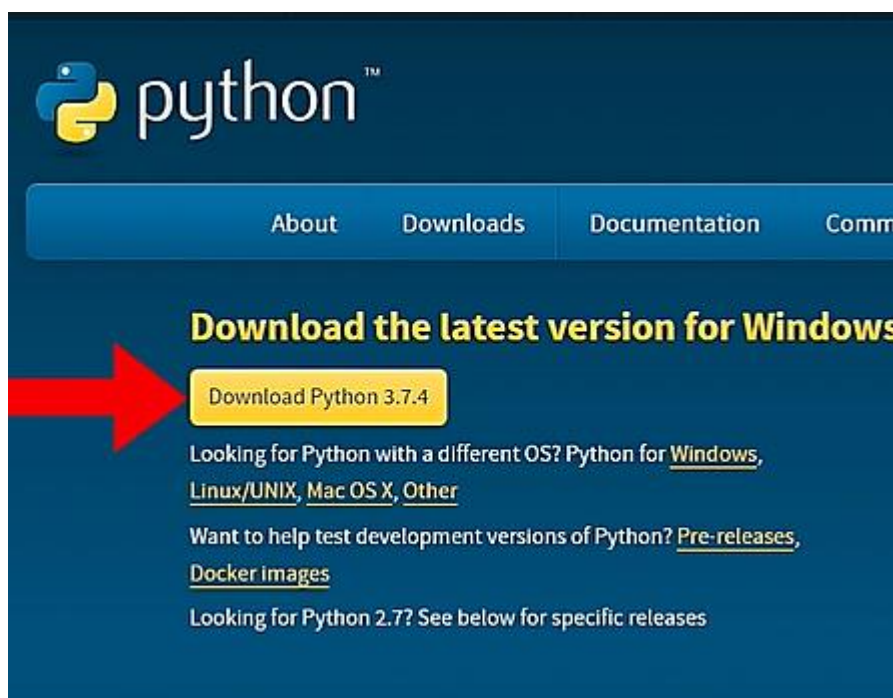 python™
About Downloads Documentation Comm
Download the latest version for Windows
Download Python 3.7.4
Looking for Python with a different OS? Python for Windows,
Linux/UNIX, Mac OS X, Other
Want to help test development versions of Python? Pre-releases,
Docker images
Looking for Python 2.7? See below for specific releases